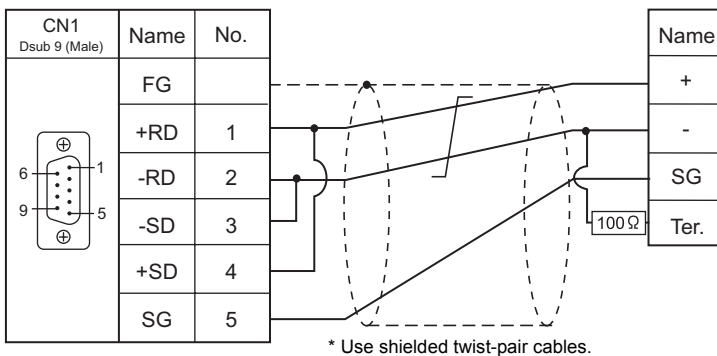 CN1
Dsub 9 (Male)
Name No.
FG
+RD 1
-RD 2
-SD 3
+SD 4
SG 5
6 1
9 5
100Ω
Name
+
-
SG
Ter.
* Use shielded twist-pair cables.